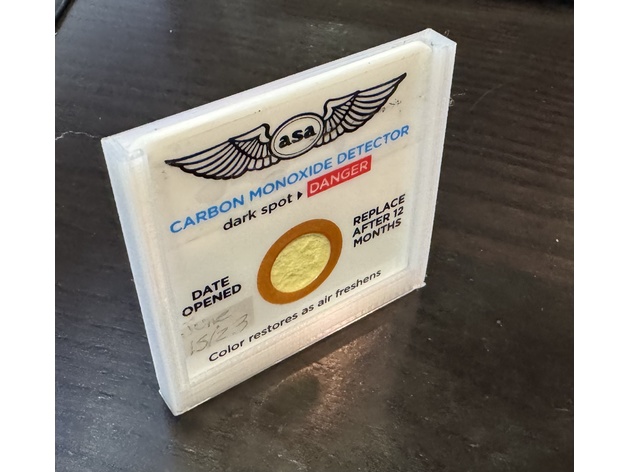 asa
CARBON MONOXIDE DETECTOR
dark spot ▸ DANGER
DATE
OPENED
June
15/23
REPLACE
AFTER 12
MONTHS
Color restores as air freshens